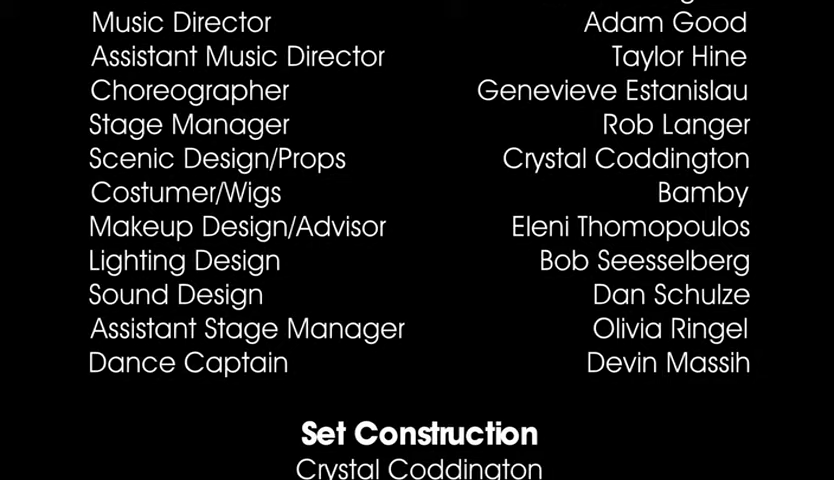 Music Director Adam Good
Assistant Music Director Taylor Hine
Choreographer Genevieve Estanislau
Stage Manager Rob Langer
Scenic Design/Props Crystal Coddington
Costumer/Wigs Bamby
Makeup Design/Advisor Eleni Thomopoulos
Lighting Design Bob Seesselberg
Sound Design Dan Schulze
Assistant Stage Manager Olivia Ringel
Dance Captain Devin Massih
Set Construction
Crystal Coddington